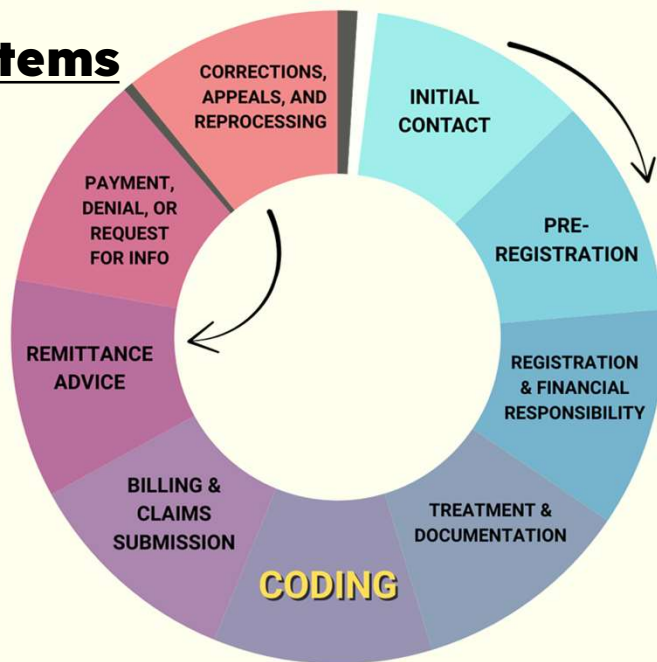 tems
INITIAL
CONTACT
PRE-
REGISTRATION
REGISTRATION
& FINANCIAL
RESPONSIBILITY
TREATMENT &
DOCUMENTATION
CODING
BILLING &
CLAIMS
SUBMISSION
REMITTANCE
ADVICE
PAYMENT,
DENIAL, OR
REQUEST
FOR INFO
CORRECTIONS,
APPEALS, AND
REPROCESSING